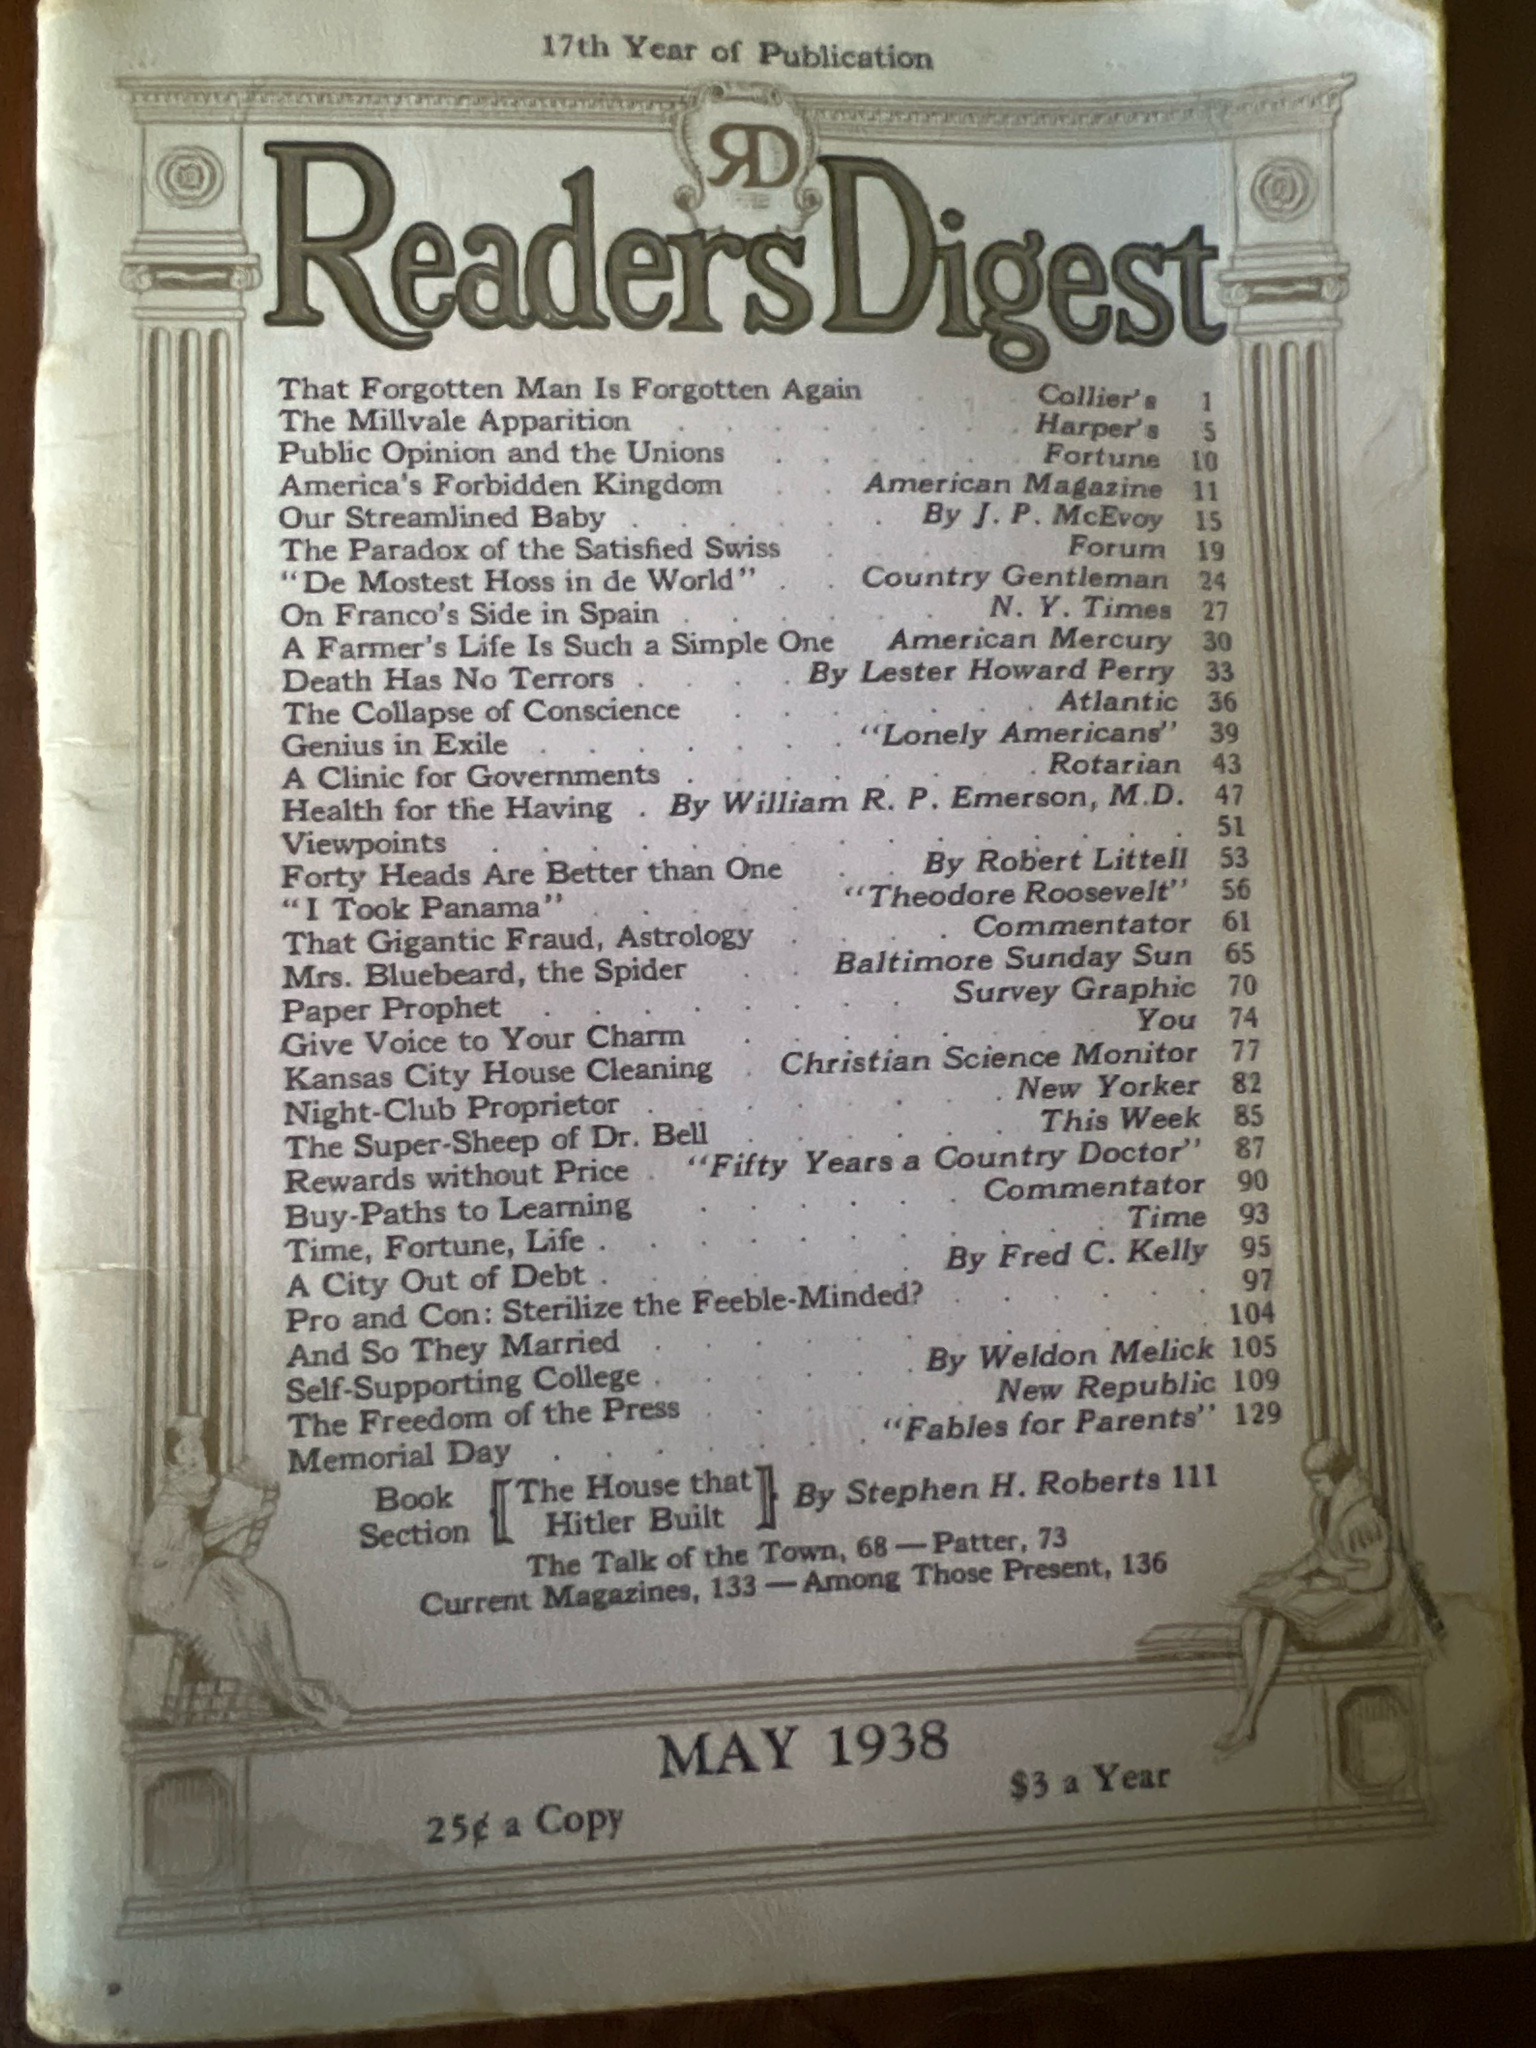 17th Year of Publication
RD
Readers Digest
That Forgotten Man Is Forgotten Again . Collier's 1
The Millvale Apparition . . . . . . . Harper's 5
Public Opinion and the Unions . . . . . Fortune 10
America's Forbidden Kingdom . . American Magazine 11
Our Streamlined Baby . . . . . . By J. P. McEvoy 15
The Paradox of the Satisfied Swiss . . . . . Forum 19
"De Mostest Hoss in de World" . . Country Gentleman 24
On Franco's Side in Spain . . . . . . N. Y. Times 27
A Farmer's Life Is Such a Simple One American Mercury 30
Death Has No Terrors . . . . By Lester Howard Perry 33
The Collapse of Conscience . . . . . . . Atlantic 36
Genius in Exile . . . . . . . "Lonely Americans" 39
A Clinic for Governments . . . . . . . . Rotarian 43
Health for the Having . By William R. P. Emerson, M.D. 47
Viewpoints . . . . . . . . . . . . . . 51
Forty Heads Are Better than One . . By Robert Littell 53
"I Took Panama" . . . . . "Theodore Roosevelt" 56
That Gigantic Fraud, Astrology . . . . Commentator 61
Mrs. Bluebeard, the Spider . . Baltimore Sunday Sun 65
Paper Prophet . . . . . . . . Survey Graphic 70
Give Voice to Your Charm . . . . . . . . You 74
Kansas City House Cleaning . Christian Science Monitor 77
Night-Club Proprietor . . . . . . . . New Yorker 82
The Super-Sheep of Dr. Bell . . . . . . This Week 85
Rewards without Price . "Fifty Years a Country Doctor" 87
Buy-Paths to Learning . . . . . . Commentator 90
Time, Fortune, Life . . . . . . . . . . . Time 93
A City Out of Debt . . . . . . . By Fred C. Kelly 95
Pro and Con: Sterilize the Feeble-Minded? . . . . . . 97
And So They Married . . . . . . . . . . . 104
Self-Supporting College . . . . . . By Weldon Melick 105
The Freedom of the Press . . . . . New Republic 109
Memorial Day . . . . . . . "Fables for Parents" 129
Book Section [The House that Hitler Built] By Stephen H. Roberts 111
The Talk of the Town, 68 — Patter, 73
Current Magazines, 133 — Among Those Present, 136
MAY 1938
25¢ a Copy $3 a Year